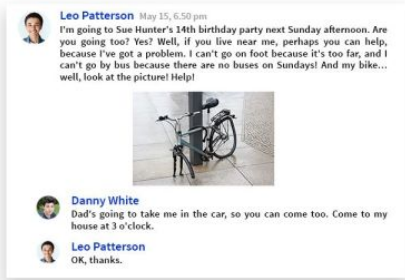 Leo Patterson May 15, 6.50 pm
I'm going to Sue Hunter's 14th birthday party next Sunday afternoon. Are
you going too? Yes? Well, if you live near me, perhaps you can help,
because I've got a problem. I can't go on foot because it's too far, and I
can't go by bus because there are no buses on Sundays! And my bike...
well, look at the picture! Help!
Danny White
Dad's going to take me in the car, so you can come too. Come to my
house at 3 o'clock.
Leo Patterson
OK, thanks.